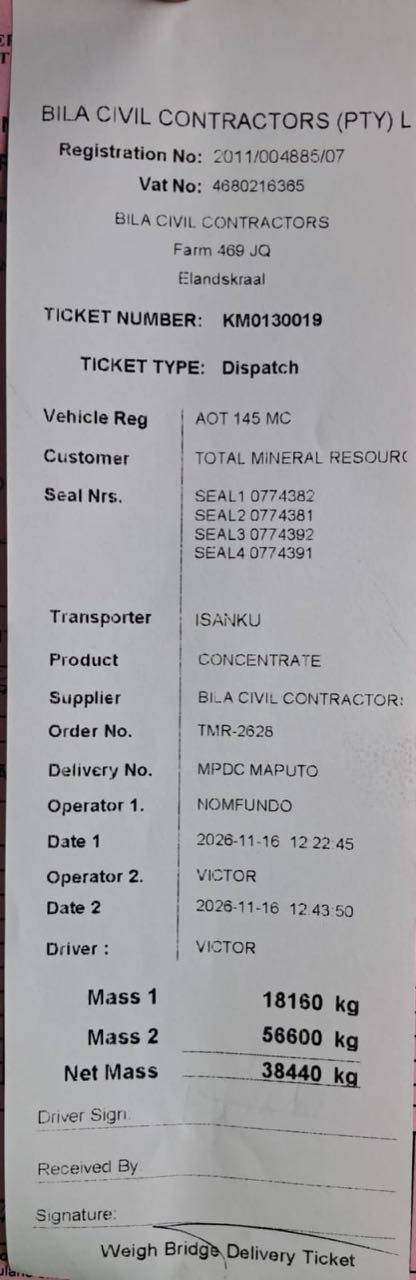 BILA CIVIL CONTRACTORS (PTY) L
Registration No: 2011/004885/07
Vat No: 4680216365
BILA CIVIL CONTRACTORS
Farm 469 JQ
Elandskraal
TICKET NUMBER: KM0130019
TICKET TYPE: Dispatch
Vehicle Reg AOT 145 MC
Customer TOTAL MINERAL RESOURC
Seal Nrs. SEAL1 0774382
SEAL2 0774381
SEAL3 0774392
SEAL4 0774391
Transporter ISANKU
Product CONCENTRATE
Supplier BILA CIVIL CONTRACTOR:
Order No. TMR-2628
Delivery No. MPDC MAPUTO
Operator 1. NOMFUNDO
Date 1 2026-11-16 12:22:45
Operator 2. VICTOR
Date 2 2026-11-16 12:43:50
Driver : VICTOR
Mass 1 18160 kg
Mass 2 56600 kg
Net Mass 38440 kg
Driver Sign:
Received By:
Signature:
Weigh Bridge Delivery Ticket